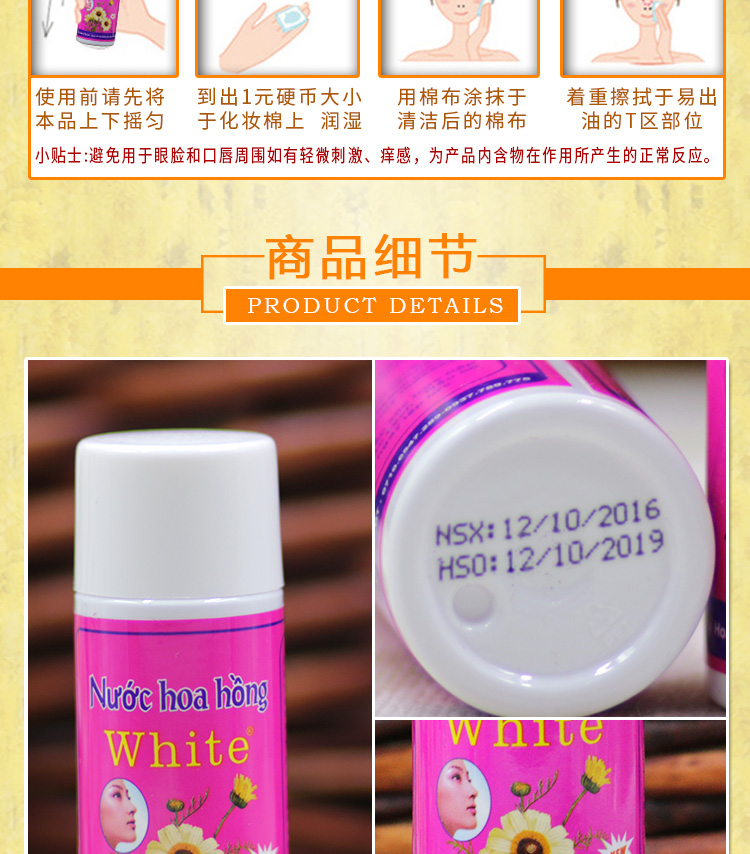 使用前请先将
本品上下摇匀
到出1元硬币大小
于化妆棉上 润湿
用棉布涂抹于
清洁后的棉布
着重擦拭于易出
油的T区部位
小贴士:避免用于眼脸和口唇周围如有轻微刺激、痒感，为产品内含物在作用所产生的正常反应。
商品细节
PRODUCT DETAILS
NSX:12/10/2016
HSD:12/10/2019
Nước hoa hồng
White®
White